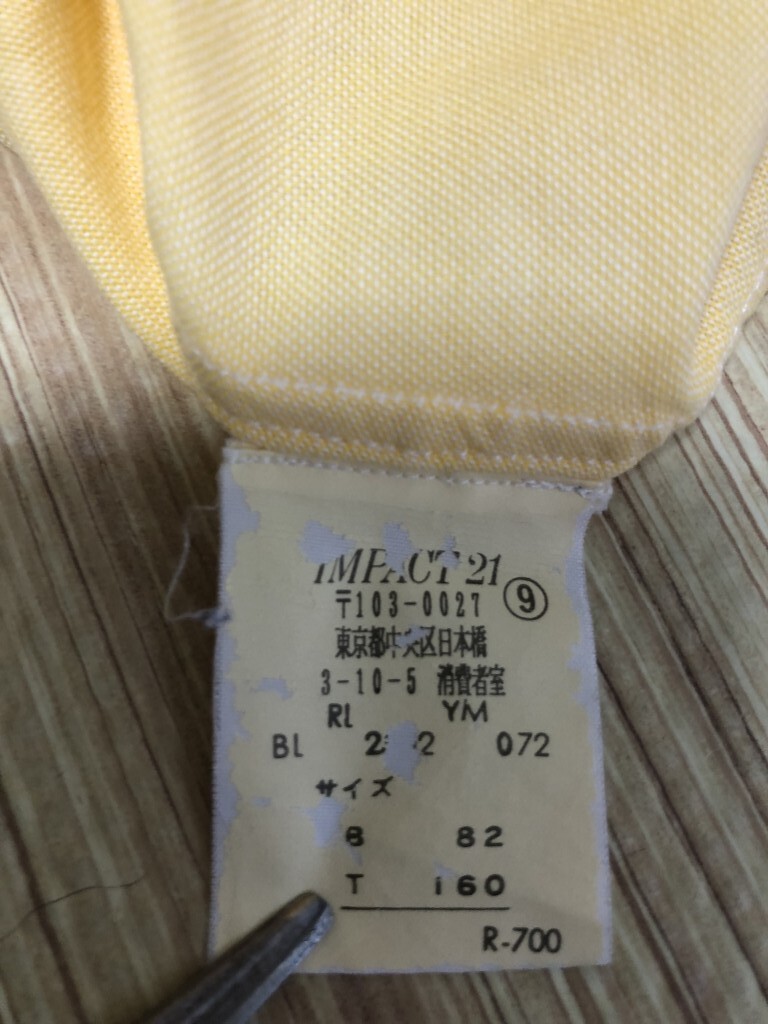 IMPACT 21
〒103-0027 ⑨
東京都中央区日本橋
3-10-5 消費者室
RL YM
BL 072
サイズ
B 82
T 160
R-700